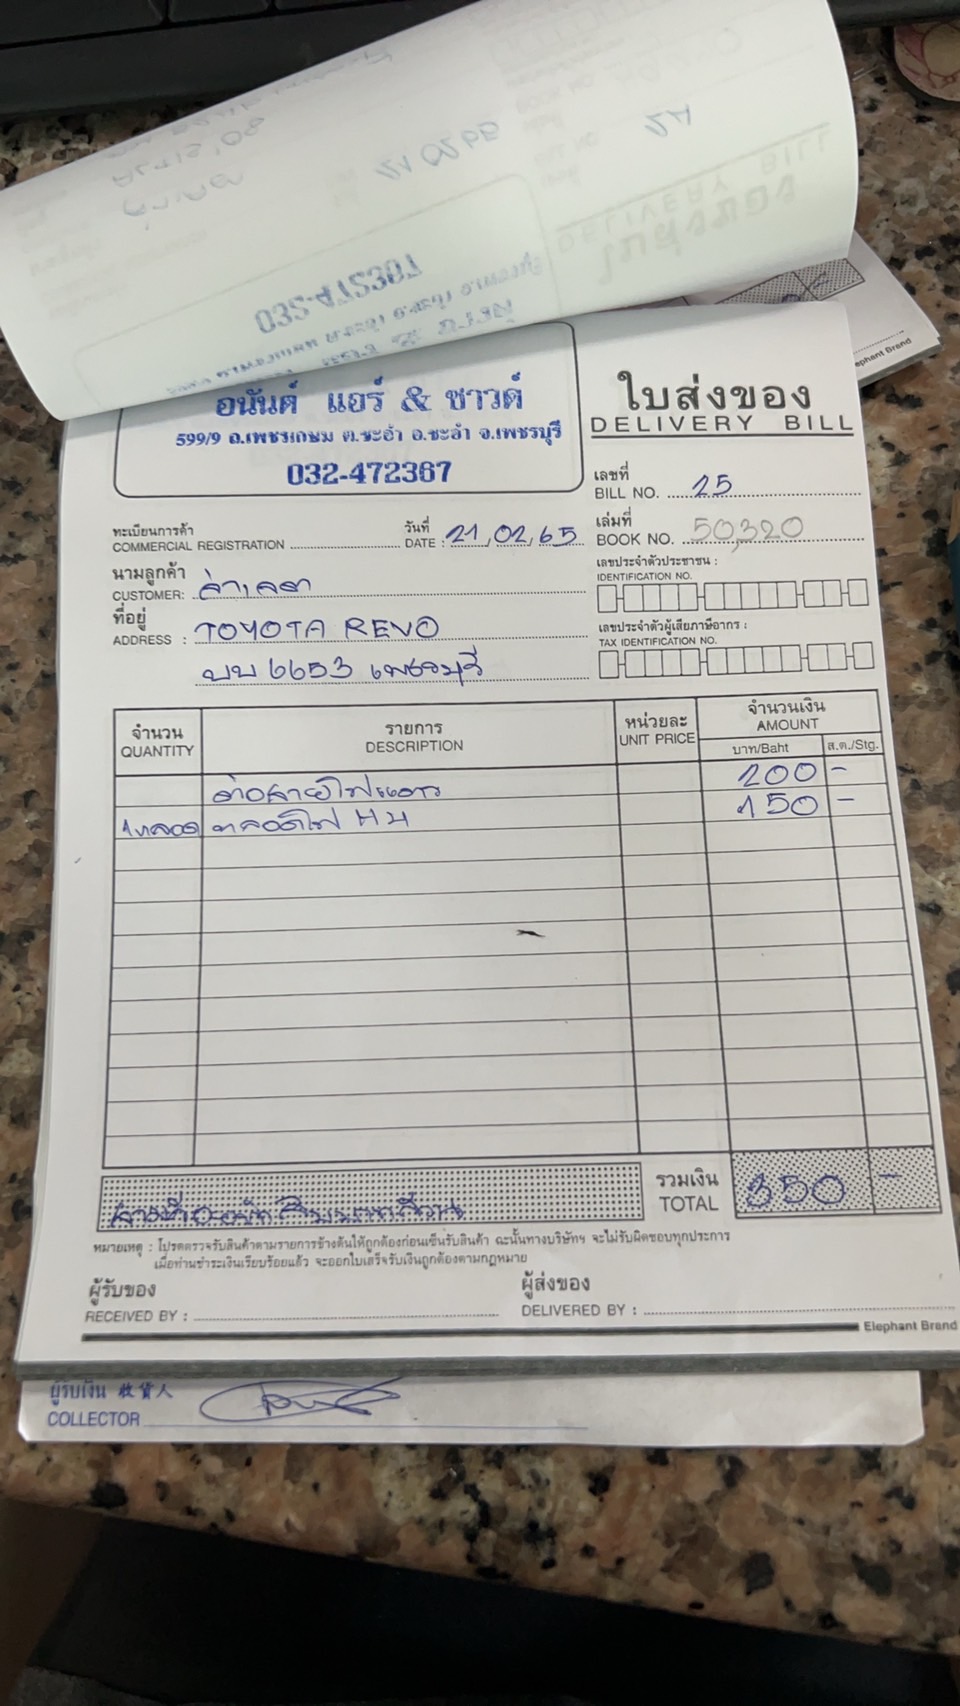 อนันต์ แอร์ & ซาวด์
599/9 ถ.เพชรเกษม ต.ชะอำ อ.ชะอำ จ.เพชรบุรี
032-472367
ใบส่งของ
DELIVERY BILL
เลขที่
BILL NO. 25
ทะเบียนการค้า
COMMERCIAL REGISTRATION
วันที่
DATE : 21,02,65
เล่มที่
BOOK NO. 50,320
นามลูกค้า
CUSTOMER:
เลขประจำตัวประชาชน :
IDENTIFICATION NO.
ที่อยู่
ADDRESS : TOYOTA REVO
บบ 6653 เพชรบุรี
เลขประจำตัวผู้เสียภาษีอากร :
TAX IDENTIFICATION NO.
จำนวน รายการ หน่วยละ จำนวนเงิน
QUANTITY DESCRIPTION UNIT PRICE AMOUNT
บาท/Baht ส.ต./Stg.
ต่อสายไฟ 200 -
1 หลอด หลอดไฟ H4 150 -
รวมเงิน
TOTAL 350 -
หมายเหตุ : โปรดตรวจรับสินค้าตามรายการข้างต้นให้ถูกต้องก่อนเซ็นรับสินค้า ฉะนั้นทางบริษัทฯ จะไม่รับผิดชอบทุกประการ
เมื่อท่านชำระเงินเรียบร้อยแล้ว จะออกใบเสร็จรับเงินถูกต้องตามกฎหมาย
ผู้รับของ
RECEIVED BY :
ผู้ส่งของ
DELIVERED BY :
Elephant Brand
ผู้รับเงิน 收貨人
COLLECTOR